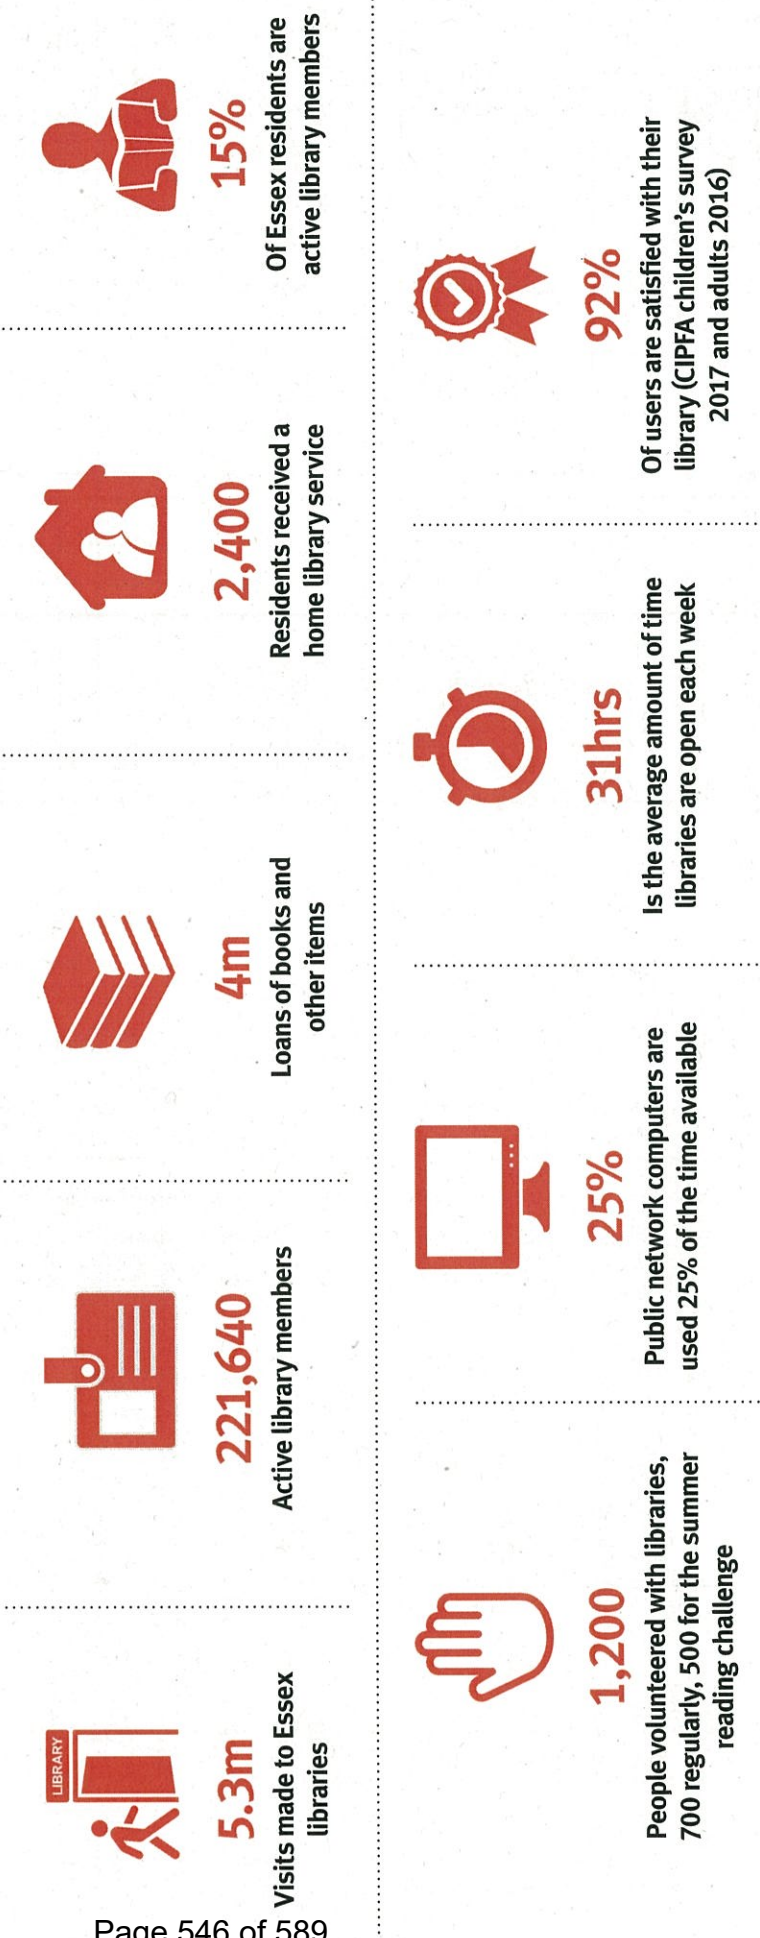 LIBRARY
5.3m
Visits made to Essex
libraries
221,640
Active library members
4m
Loans of books and
other items
2,400
Residents received a
home library service
15%
Of Essex residents are
active library members
1,200
People volunteered with libraries,
700 regularly, 500 for the summer
reading challenge
25%
Public network computers are
used 25% of the time available
31hrs
Is the average amount of time
libraries are open each week
92%
Of users are satisfied with their
library (CIPFA children's survey
2017 and adults 2016)
Page 546 of 589